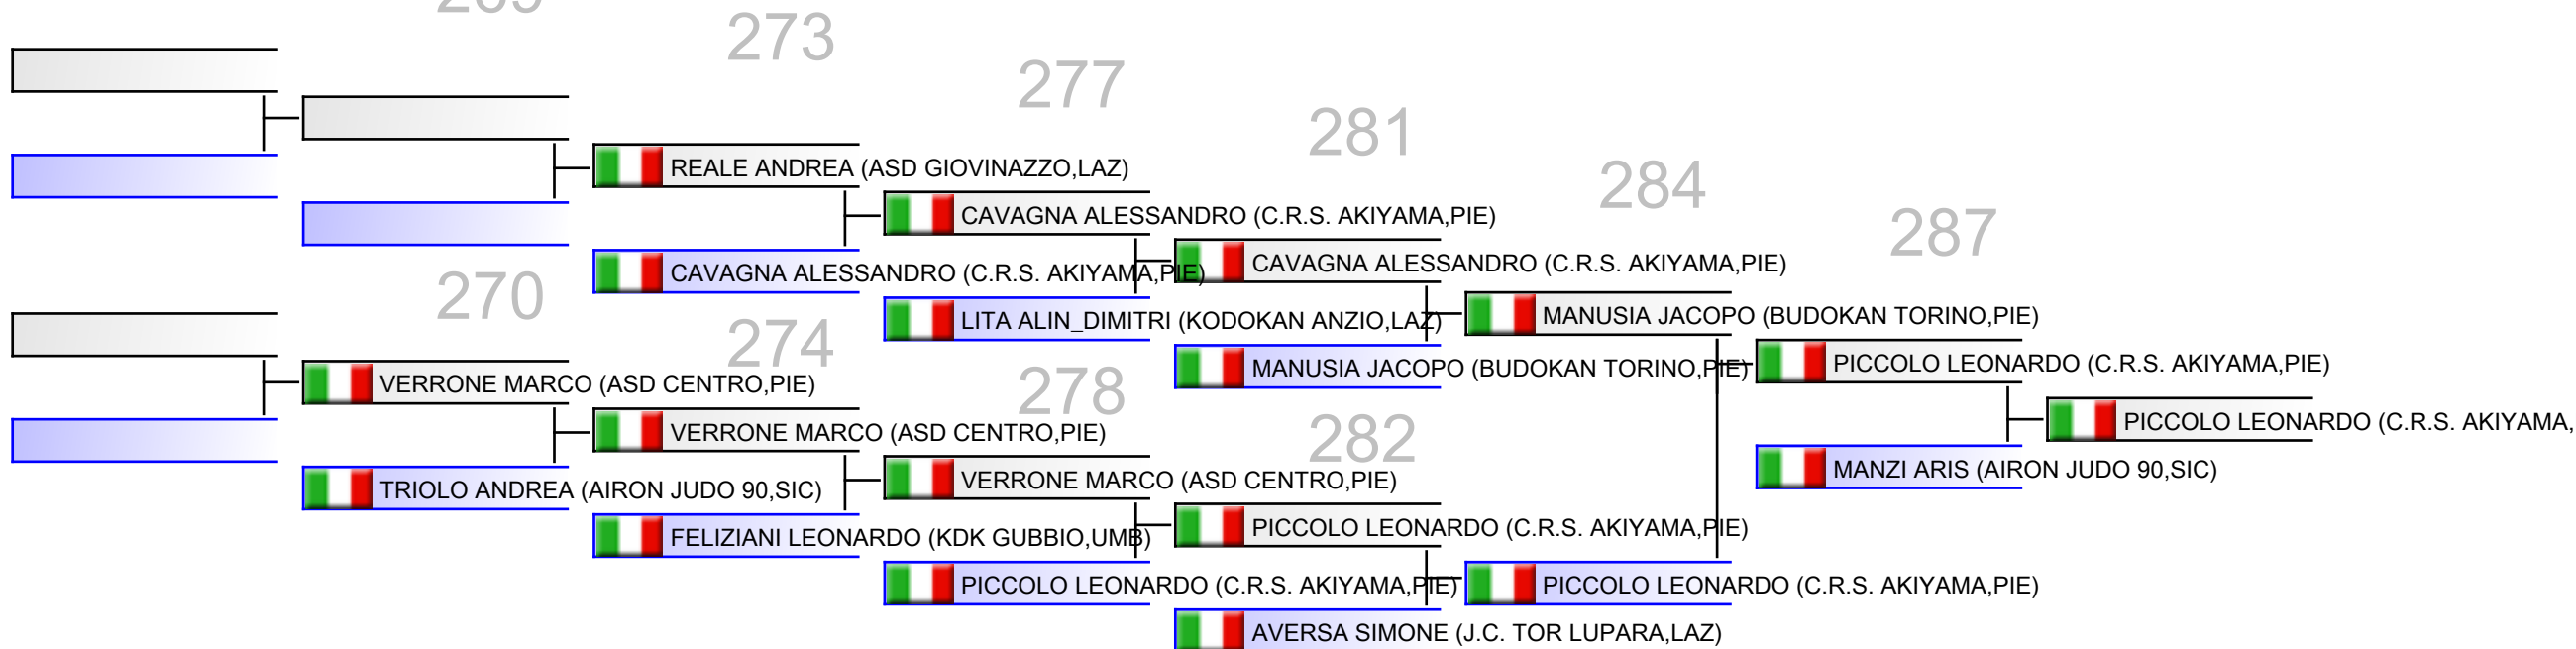 269
273
277
281
284
287
REALE ANDREA (ASD GIOVINAZZO,LAZ)
CAVAGNA ALESSANDRO (C.R.S. AKIYAMA,PIE)
CAVAGNA ALESSANDRO (C.R.S. AKIYAMA,PIE)
CAVAGNA ALESSANDRO (C.R.S. AKIYAMA,PIE)
270
LITA ALIN_DIMITRI (KODOKAN ANZIO,LAZ)
MANUSIA JACOPO (BUDOKAN TORINO,PIE)
274
MANUSIA JACOPO (BUDOKAN TORINO,PIE)
PICCOLO LEONARDO (C.R.S. AKIYAMA,PIE)
VERRONE MARCO (ASD CENTRO,PIE)
278
PICCOLO LEONARDO (C.R.S. AKIYAMA,
VERRONE MARCO (ASD CENTRO,PIE)
282
MANZI ARIS (AIRON JUDO 90,SIC)
VERRONE MARCO (ASD CENTRO,PIE)
TRIOLO ANDREA (AIRON JUDO 90,SIC)
PICCOLO LEONARDO (C.R.S. AKIYAMA,PIE)
FELIZIANI LEONARDO (KDK GUBBIO,UMB)
PICCOLO LEONARDO (C.R.S. AKIYAMA,PIE)
PICCOLO LEONARDO (C.R.S. AKIYAMA,PIE)
AVERSA SIMONE (J.C. TOR LUPARA,LAZ)